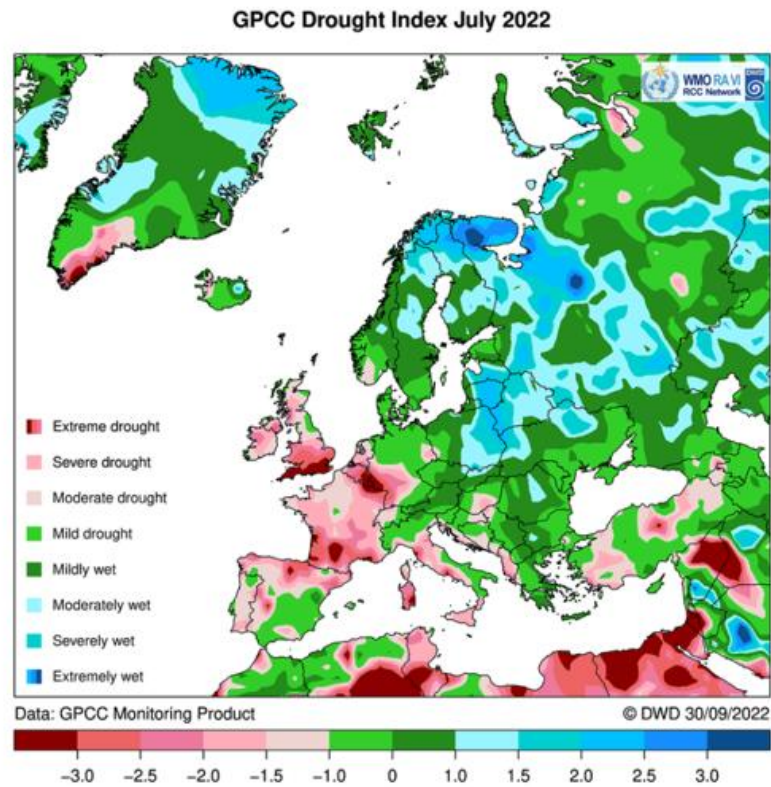 GPCC Drought Index July 2022
WMO RA VI
RCC Network
DWD
Extreme drought
Severe drought
Moderate drought
Mild drought
Mildly wet
Moderately wet
Severely wet
Extremely wet
Data: GPCC Monitoring Product © DWD 30/09/2022
−3.0 −2.5 −2.0 −1.5 −1.0 0 1.0 1.5 2.0 2.5 3.0